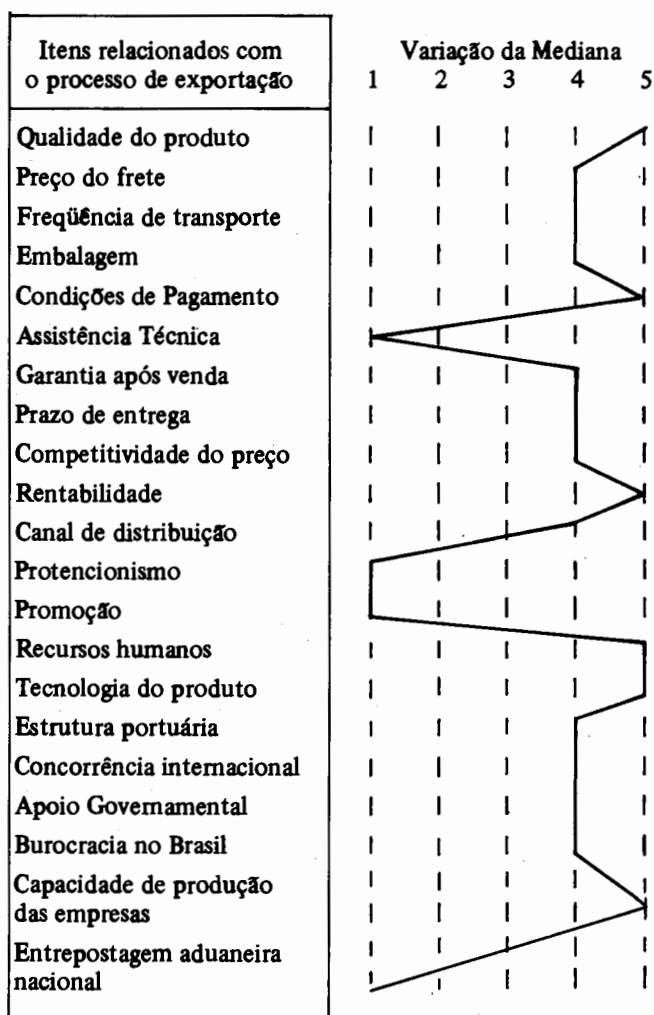 Itens relacionados com
o processo de exportação
Variação da Mediana
1 2 3 4 5
Qualidade do produto
Preço do frete
Freqüência de transporte
Embalagem
Condições de Pagamento
Assistência Técnica
Garantia após venda
Prazo de entrega
Competitividade do preço
Rentabilidade
Canal de distribuição
Protencionismo
Promoção
Recursos humanos
Tecnologia do produto
Estrutura portuária
Concorrência internacional
Apoio Governamental
Burocracia no Brasil
Capacidade de produção
das empresas
Entrepostagem aduaneira
nacional